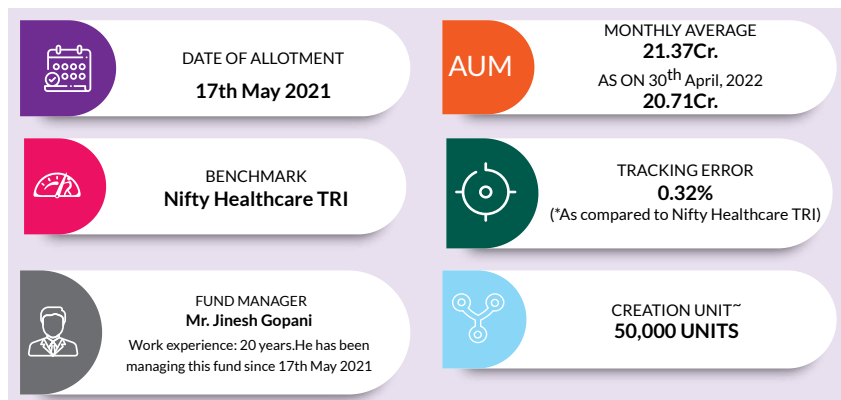 DATE OF ALLOTMENT
17th May 2021
AUM
MONTHLY AVERAGE
21.37Cr.
AS ON 30th April, 2022
20.71Cr.
BENCHMARK
Nifty Healthcare TRI
TRACKING ERROR
0.32%
(*As compared to Nifty Healthcare TRI)
FUND MANAGER
Mr. Jinesh Gopani
Work experience: 20 years.He has been
managing this fund since 17th May 2021
CREATION UNIT~
50,000 UNITS